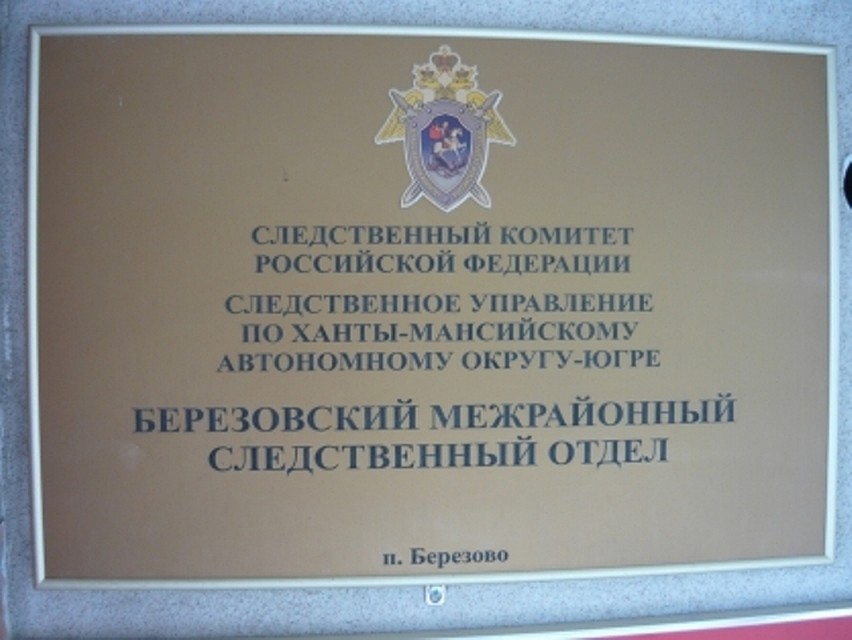 СЛЕДСТВЕННЫЙ КОМИТЕТ
РОССИЙСКОЙ ФЕДЕРАЦИИ
СЛЕДСТВЕННОЕ УПРАВЛЕНИЕ
ПО ХАНТЫ-МАНСИЙСКОМУ
АВТОНОМНОМУ ОКРУГУ-ЮГРЕ
БЕРЕЗОВСКИЙ МЕЖРАЙОННЫЙ
СЛЕДСТВЕННЫЙ ОТДЕЛ
п. Березово